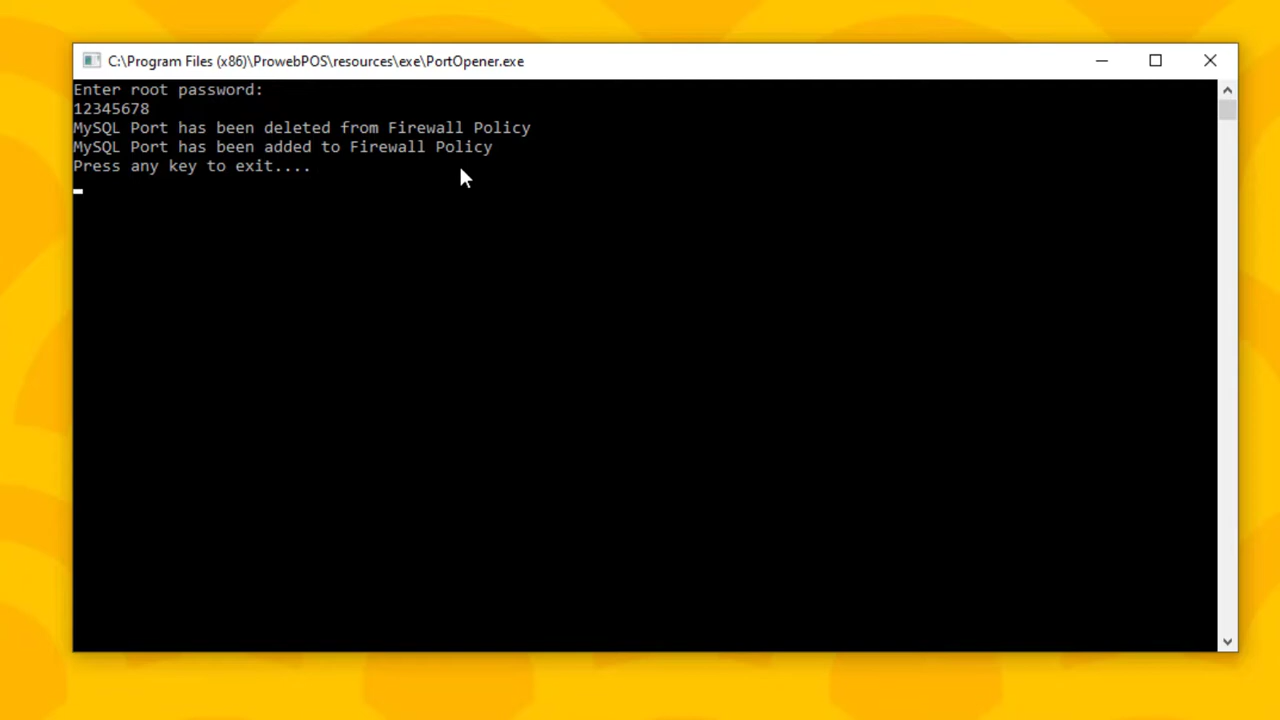 C:\Program Files (x86)\ProwebPOS\resources\exe\PortOpener.exe
Enter root password:
12345678
MySQL Port has been deleted from Firewall Policy
MySQL Port has been added to Firewall Policy
Press any key to exit....